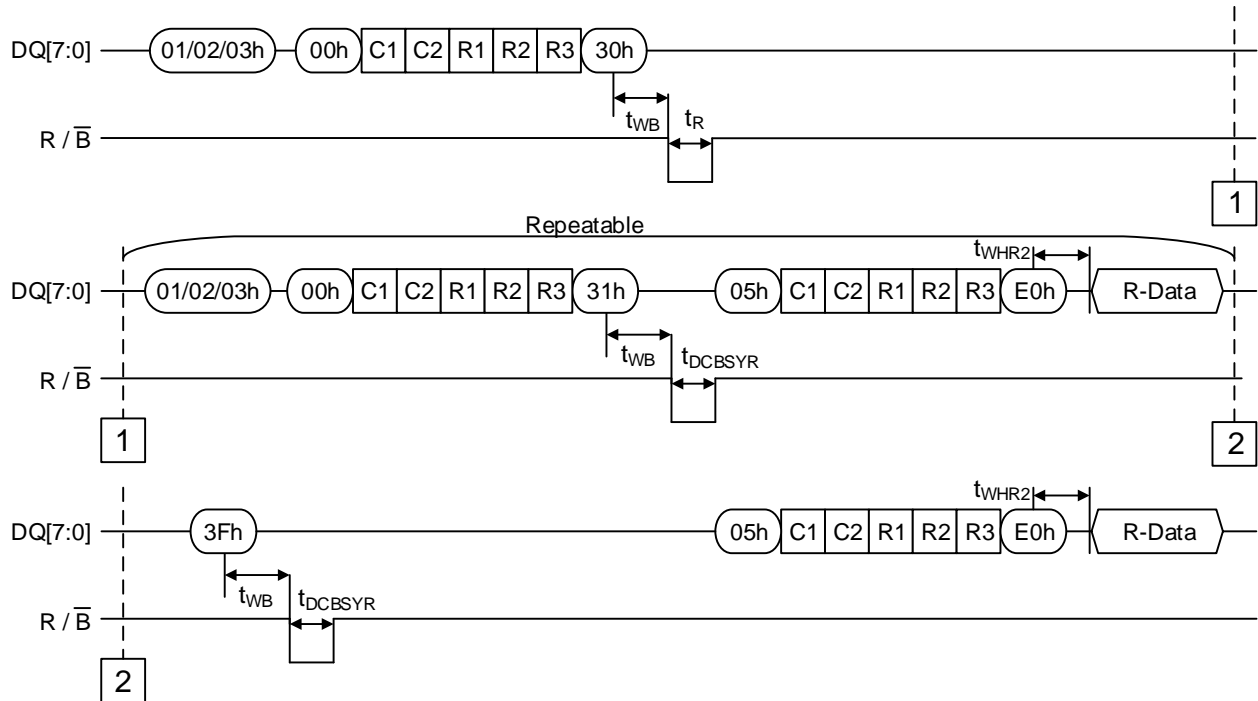 DQ[7:0] 01/02/03h 00h C1 C2 R1 R2 R3 30h
tWB tR
R / B̅
1
Repeatable
tWHR2
DQ[7:0] 01/02/03h 00h C1 C2 R1 R2 R3 31h 05h C1 C2 R1 R2 R3 E0h R-Data
tWB tDCBSYR
R / B̅
1 2
tWHR2
DQ[7:0] 3Fh 05h C1 C2 R1 R2 R3 E0h R-Data
tWB tDCBSYR
R / B̅
2